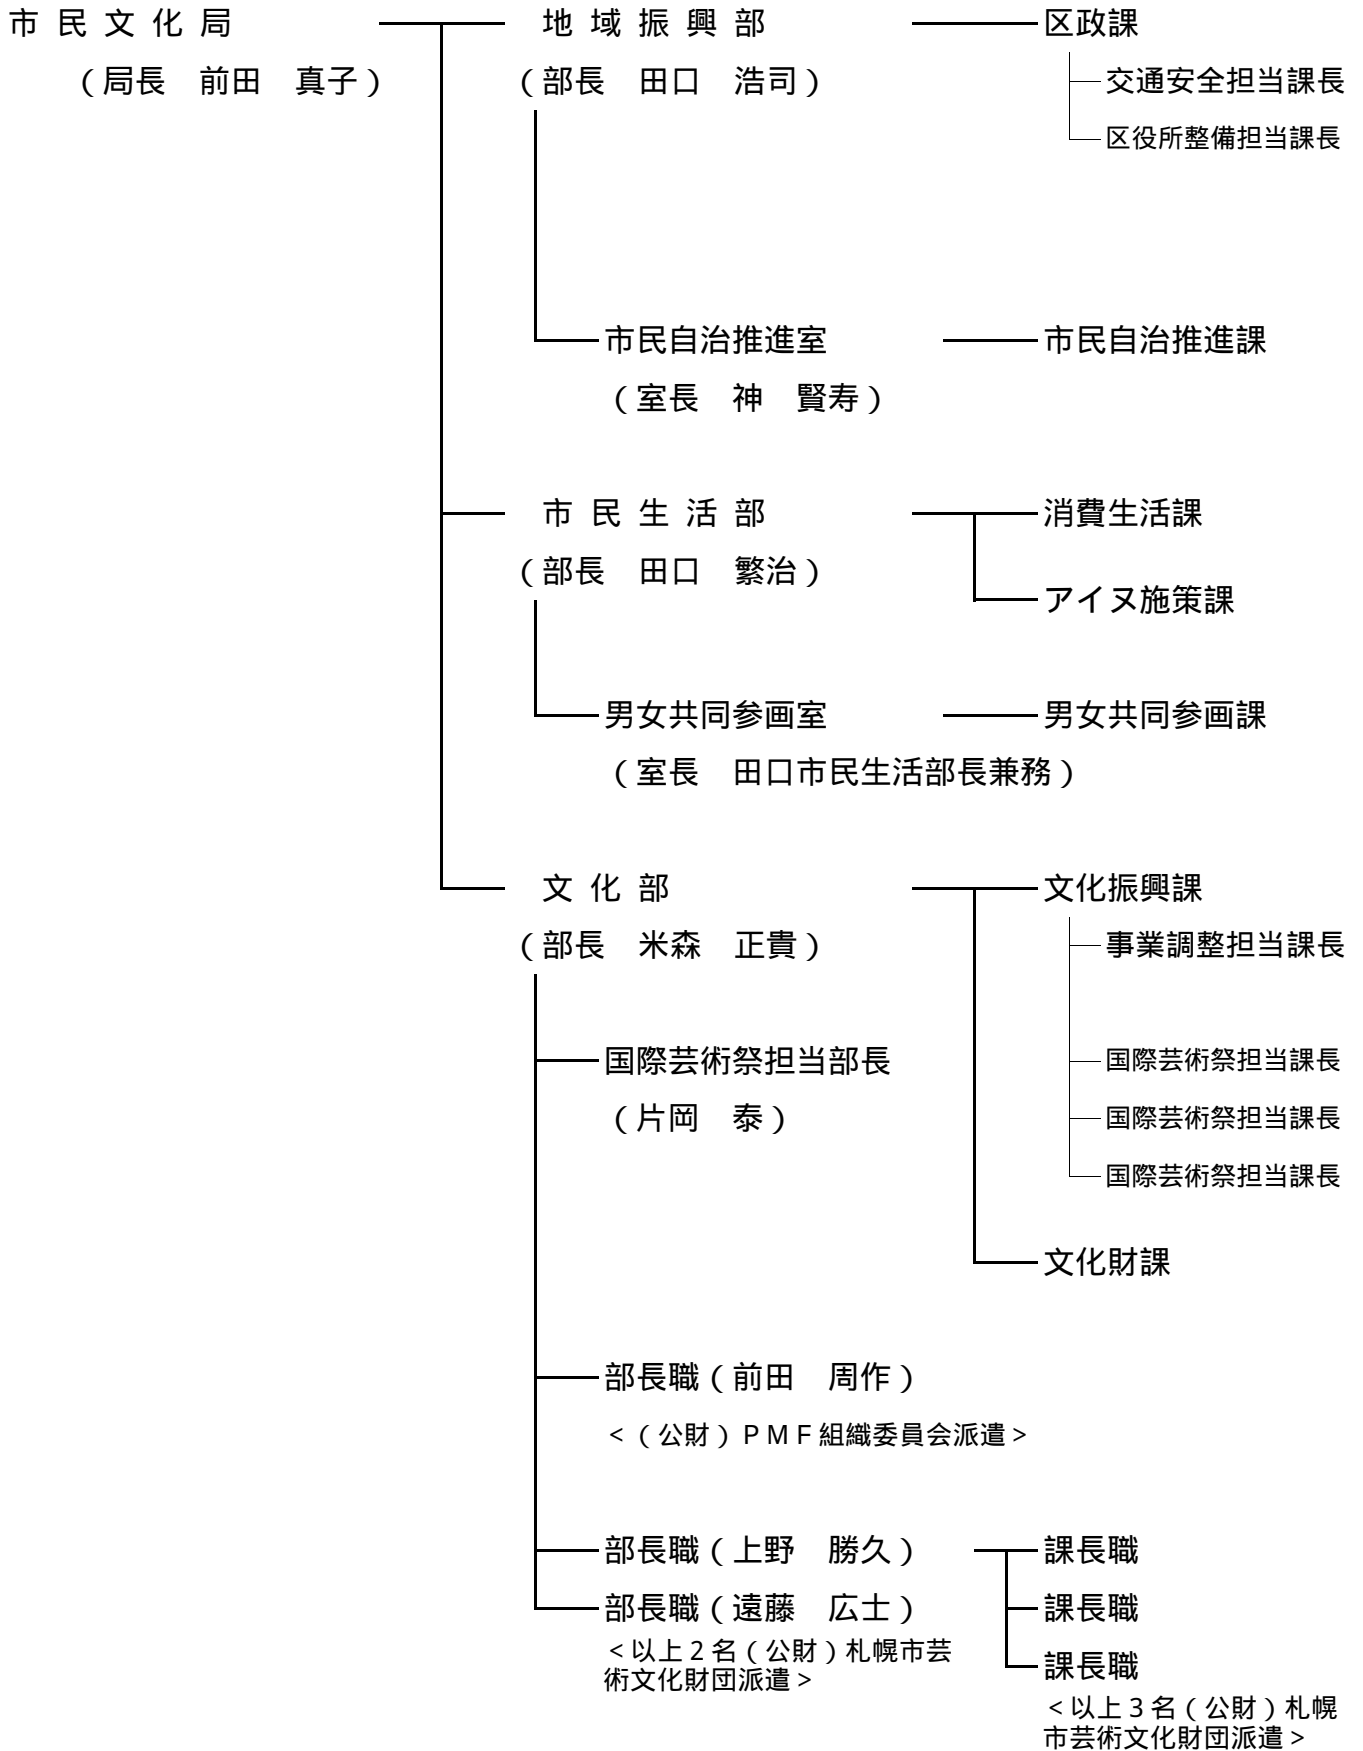 市民文化局 地域振興部 区政課
（局長　前田　真子） （部長　田口　浩司） 交通安全担当課長
区役所整備担当課長
市民自治推進室 市民自治推進課
（室長　神　賢寿）
市民生活部 消費生活課
（部長　田口　繁治） アイヌ施策課
男女共同参画室 男女共同参画課
（室長　田口市民生活部長兼務）
文化部 文化振興課
（部長　米森　正貴） 事業調整担当課長
国際芸術祭担当部長 国際芸術祭担当課長
（片岡　泰） 国際芸術祭担当課長
国際芸術祭担当課長
文化財課
部長職（前田　周作）
＜（公財）ＰＭＦ組織委員会派遣＞
部長職（上野　勝久） 課長職
部長職（遠藤　広士） 課長職
＜以上２名（公財）札幌市芸
術文化財団派遣＞
課長職
＜以上３名（公財）札幌
市芸術文化財団派遣＞